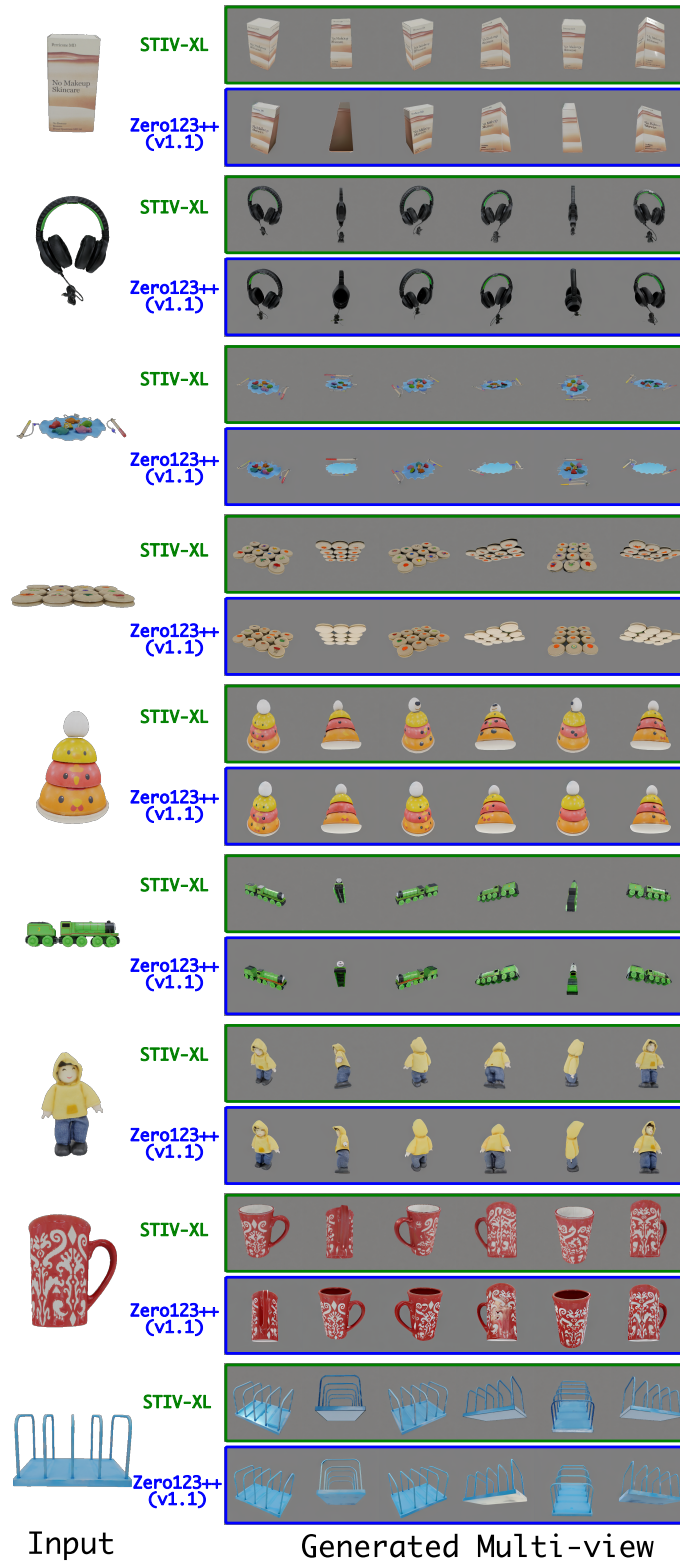 STIV-XL
No Makeup
Skincare
Zero123++
(v1.1)
STIV-XL
Zero123++
(v1.1)
STIV-XL
Zero123++
(v1.1)
STIV-XL
Zero123++
(v1.1)
STIV-XL
Zero123++
(v1.1)
STIV-XL
Zero123++
(v1.1)
STIV-XL
Zero123++
(v1.1)
STIV-XL
Zero123++
(v1.1)
STIV-XL
Zero123++
(v1.1)
Input
Generated Multi-view